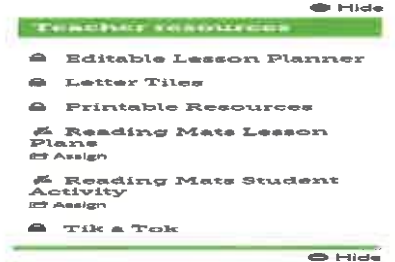 Hide
Teacher resources
Editable Lesson Planner
Letter Tiles
Printable Resources
Reading Mats Lesson
Plans
Assign
Reading Mats Student
Activity
Assign
Tik a Tok
Hide